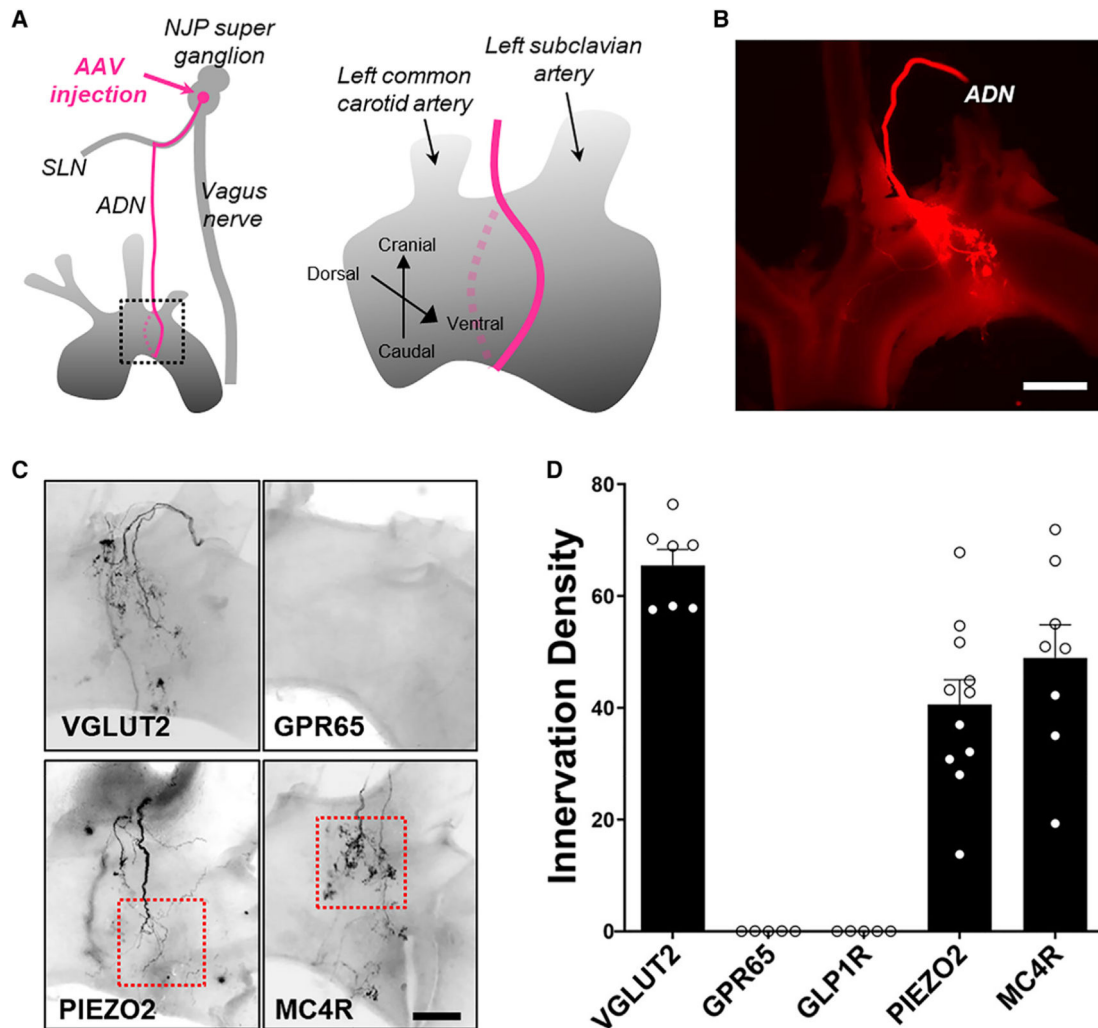 A
NJP super
ganglion
AAV
injection
SLN
ADN
Vagus
nerve
Left common
carotid artery
Left subclavian
artery
Cranial
Dorsal
Ventral
Caudal
B
ADN
C
VGLUT2
GPR65
PIEZO2
MC4R
D
Innervation Density
80
60
40
20
0
VGLUT2
GPR65
GLP1R
PIEZO2
MC4R